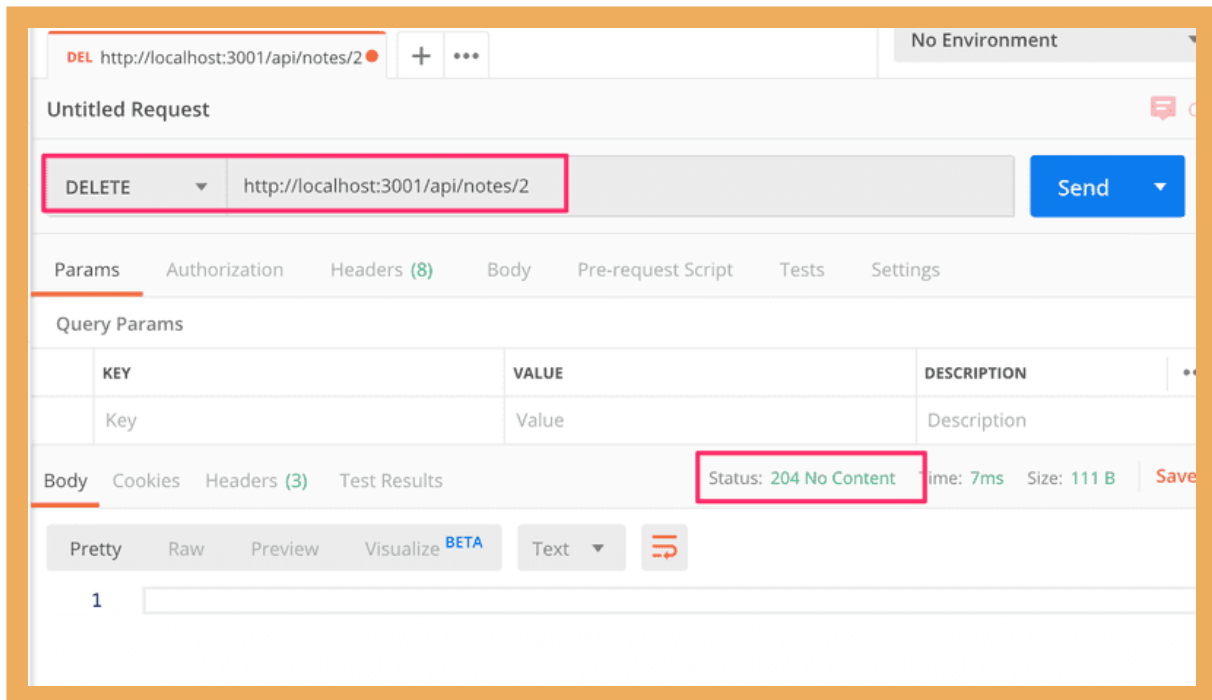 DEL http://localhost:3001/api/notes/2 + •••
No Environment
Untitled Request
DELETE http://localhost:3001/api/notes/2 Send
Params Authorization Headers (8) Body Pre-request Script Tests Settings
Query Params
KEY VALUE DESCRIPTION
Key Value Description
Body Cookies Headers (3) Test Results Status: 204 No Content Time: 7ms Size: 111 B Save
Pretty Raw Preview Visualize BETA Text
1